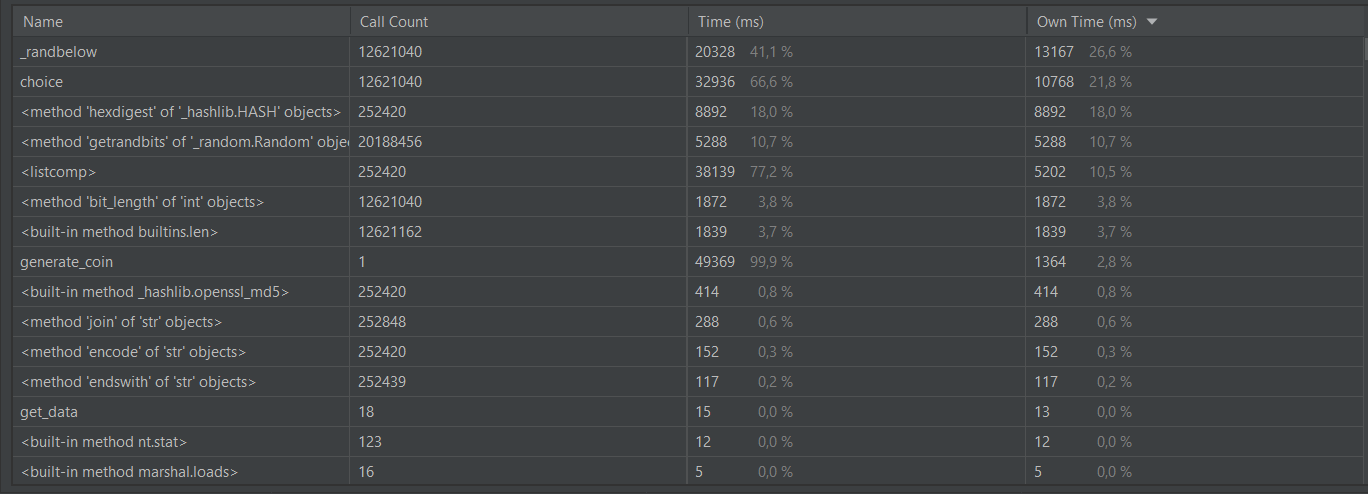 Name Call Count Time (ms) Own Time (ms)
_randbelow 12621040 20328 41,1 % 13167 26,6 %
choice 12621040 32936 66,6 % 10768 21,8 %
<method 'hexdigest' of '_hashlib.HASH' objects> 252420 8892 18,0 % 8892 18,0 %
<method 'getrandbits' of '_random.Random' obje 20188456 5288 10,7 % 5288 10,7 %
<listcomp> 252420 38139 77,2 % 5202 10,5 %
<method 'bit_length' of 'int' objects> 12621040 1872 3,8 % 1872 3,8 %
<built-in method builtins.len> 12621162 1839 3,7 % 1839 3,7 %
generate_coin 1 49369 99,9 % 1364 2,8 %
<built-in method _hashlib.openssl_md5> 252420 414 0,8 % 414 0,8 %
<method 'join' of 'str' objects> 252848 288 0,6 % 288 0,6 %
<method 'encode' of 'str' objects> 252420 152 0,3 % 152 0,3 %
<method 'endswith' of 'str' objects> 252439 117 0,2 % 117 0,2 %
get_data 18 15 0,0 % 13 0,0 %
<built-in method nt.stat> 123 12 0,0 % 12 0,0 %
<built-in method marshal.loads> 16 5 0,0 % 5 0,0 %